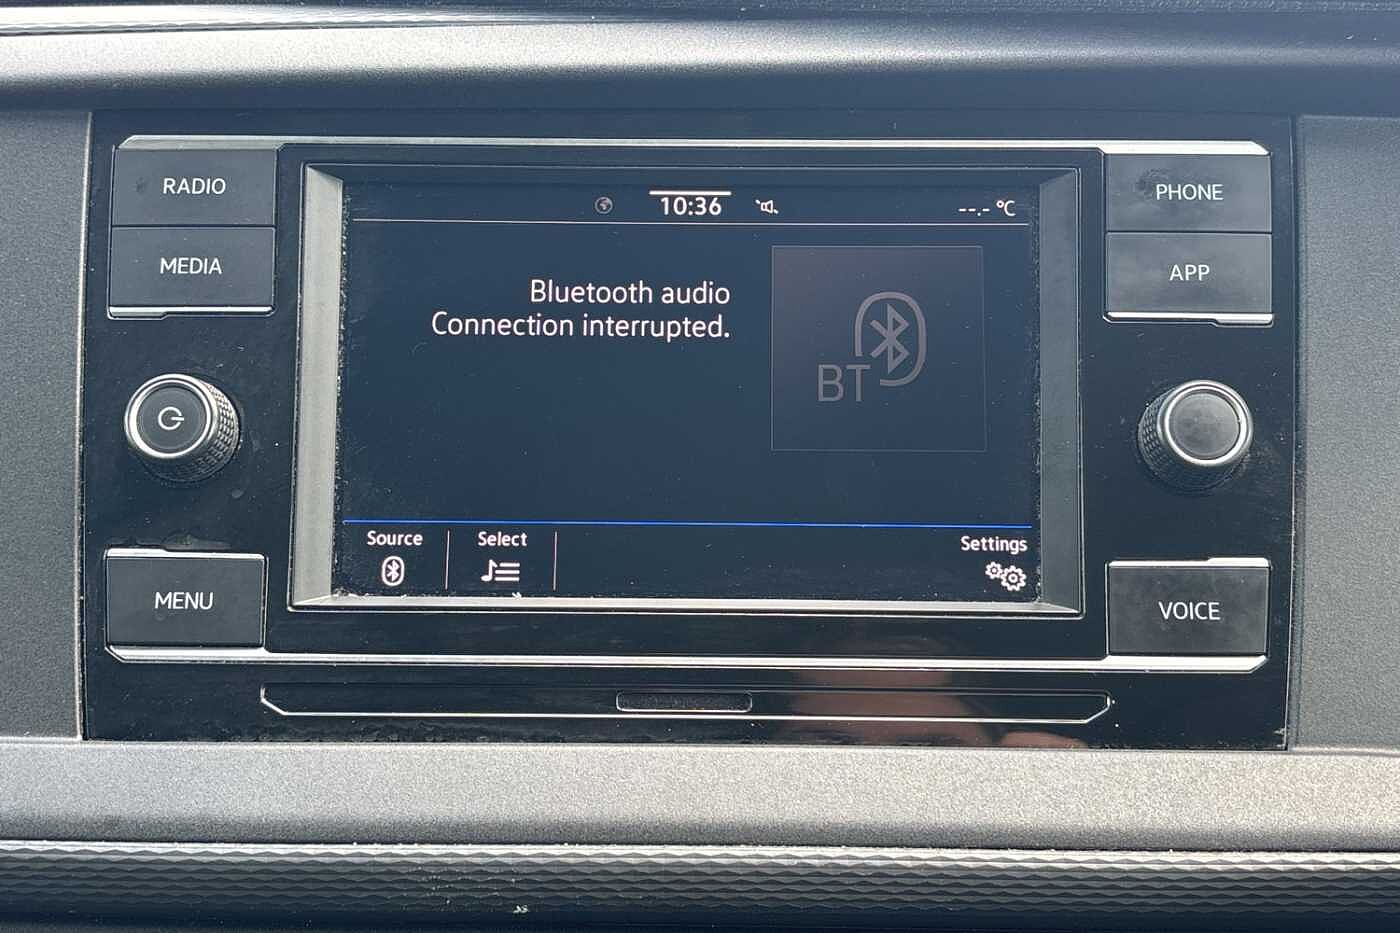 RADIO
MEDIA
MENU
10:36
--.- °C
Bluetooth audio
Connection interrupted.
BT
Source
Select
Settings
PHONE
APP
VOICE